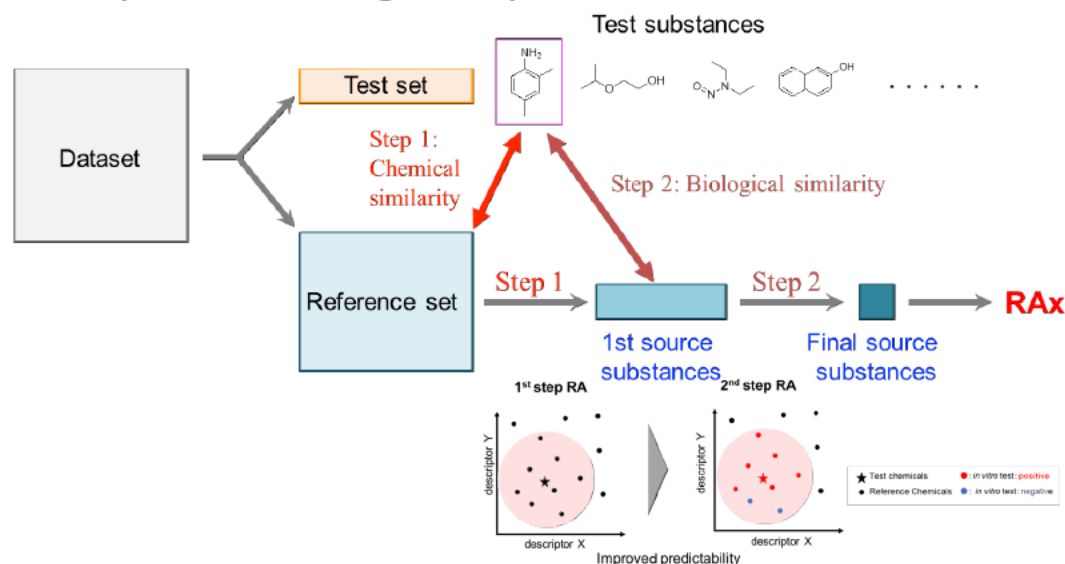 Test substances
Test set
NH2
OH
O
O
N
N
OH
. . . . . .
Dataset
Step 1:
Chemical
similarity
Step 2: Biological similarity
Reference set
Step 1
Step 2
RAx
1st source
substances
Final source
substances
1st step RA
2nd step RA
descriptor Y
descriptor X
descriptor Y
descriptor X
Test chemicals
Reference Chemicals
: in vitro test: positive
: in vitro test: negative
Improved predictability